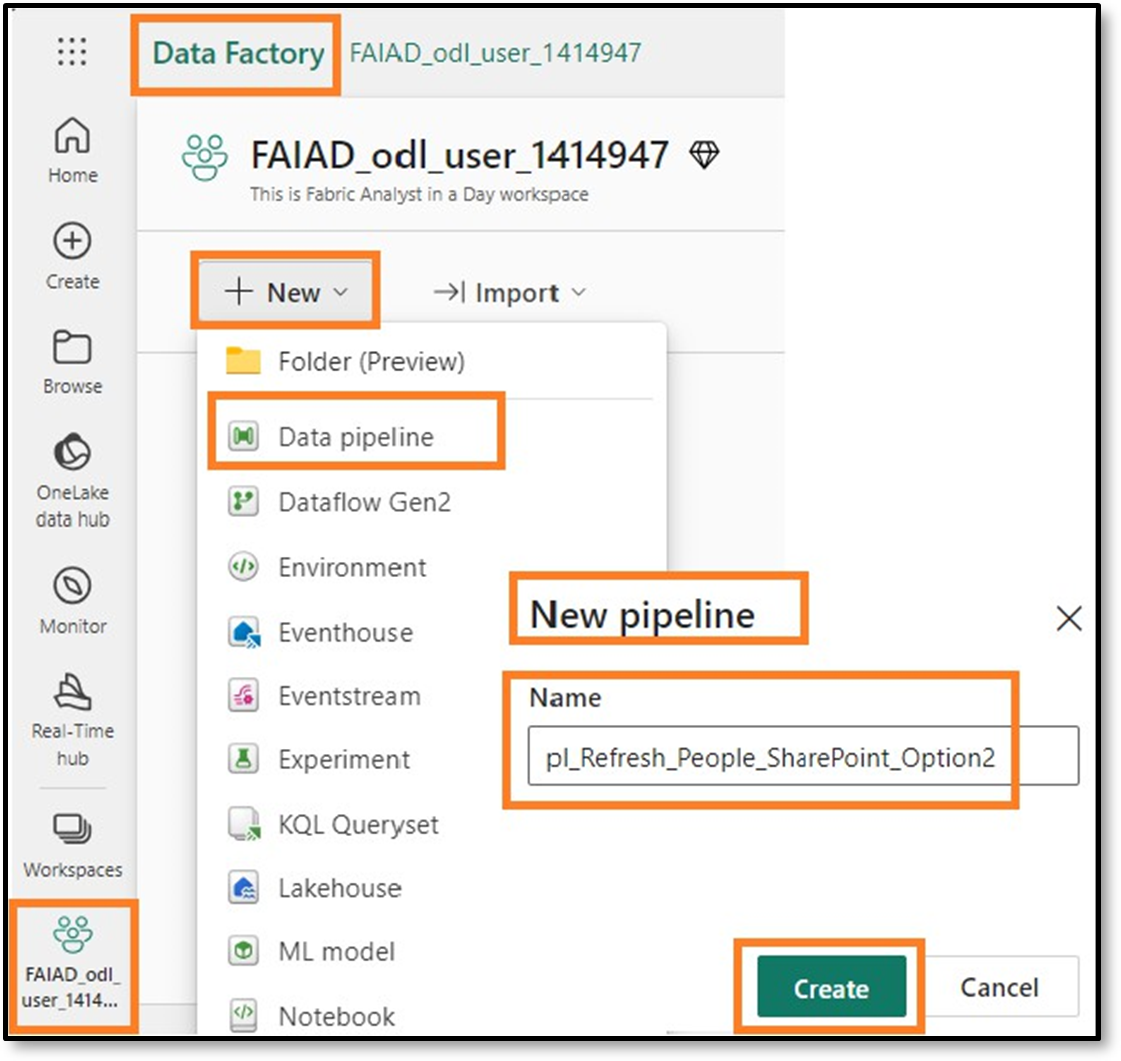 Data Factory FAIAD_odl_user_1414947
FAIAD_odl_user_1414947
This is Fabric Analyst in a Day workspace
Home
Create
Browse
OneLake
data hub
Monitor
Real-Time
hub
Workspaces
FAIAD_odl_
user_1414...
New
Import
Folder (Preview)
Data pipeline
Dataflow Gen2
Environment
Eventhouse
Eventstream
Experiment
KQL Queryset
Lakehouse
ML model
Notebook
New pipeline
Name
pl_Refresh_People_SharePoint_Option2
Create
Cancel